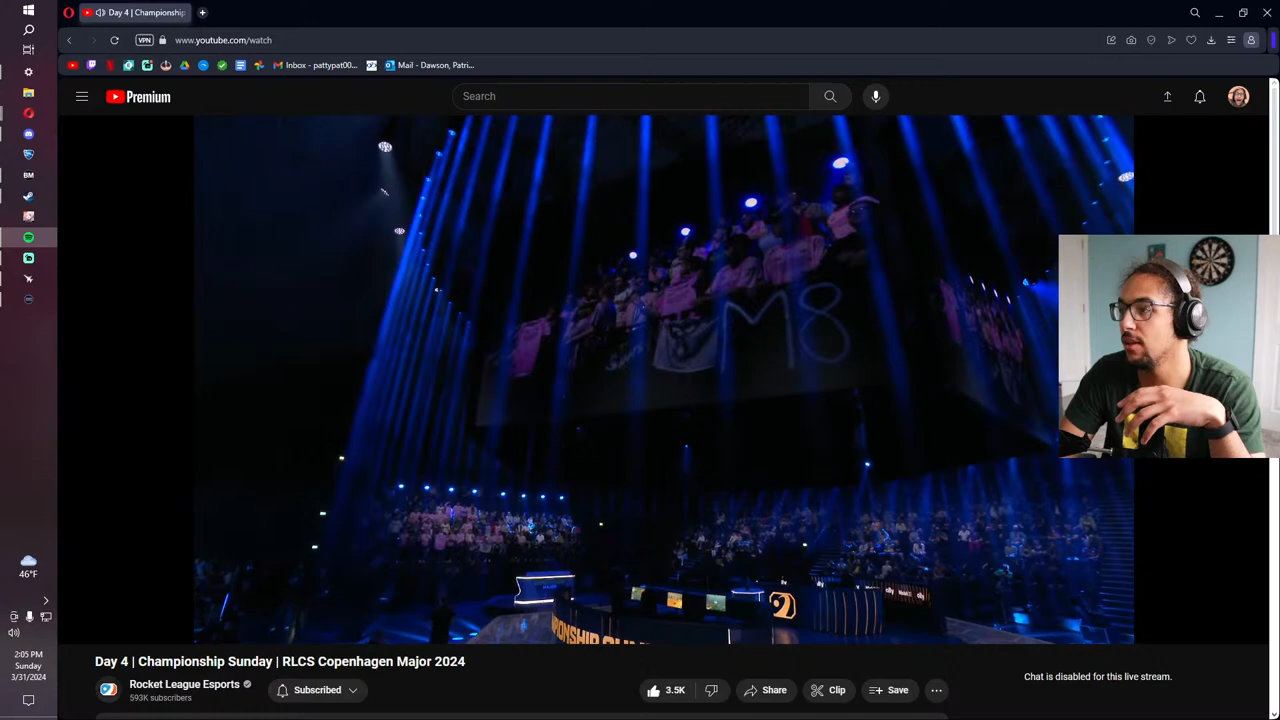 Day 4 | Championship
www.youtube.com/watch
VPN
Inbox - pattypat00...
Mail - Dawson, Patri...
Premium
Search
M8
BM
46°F
2:05 PM
Sunday
3/31/2024
Day 4 | Championship Sunday | RLCS Copenhagen Major 2024
Rocket League Esports
593K subscribers
Subscribed
3.5K
Share
Clip
Save
Chat is disabled for this live stream.